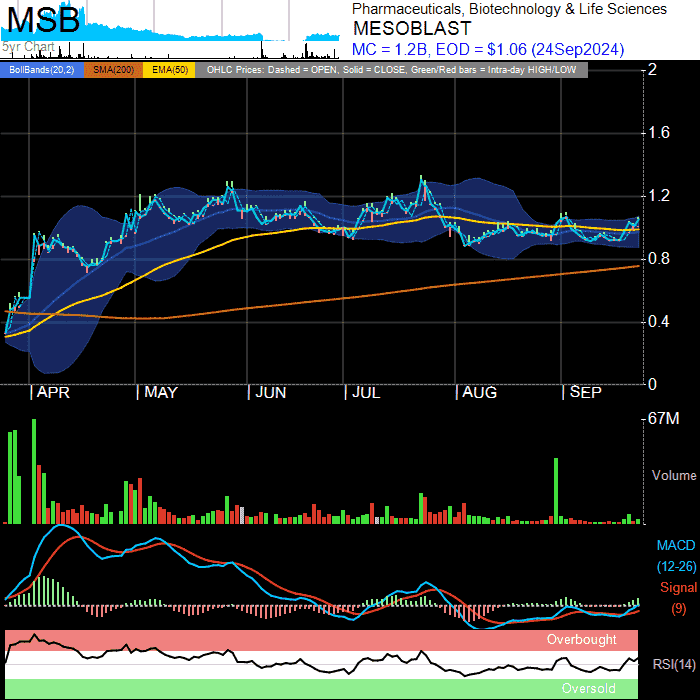 MSB
5yr Chart
Pharmaceuticals, Biotechnology & Life Sciences
MESOBLAST
MC = 1.2B, EOD = $1.06 (24Sep2024)
BollBands(20,2) SMA(200) EMA(50) OHLC Prices: Dashed = OPEN, Solid = CLOSE, Green/Red bars = Intra-day HIGH/LOW
2
1.6
1.2
0.8
0.4
0
APR MAY JUN JUL AUG SEP
67M
Volume
MACD
(12-26)
Signal
(9)
Overbought
RSI(14)
Oversold